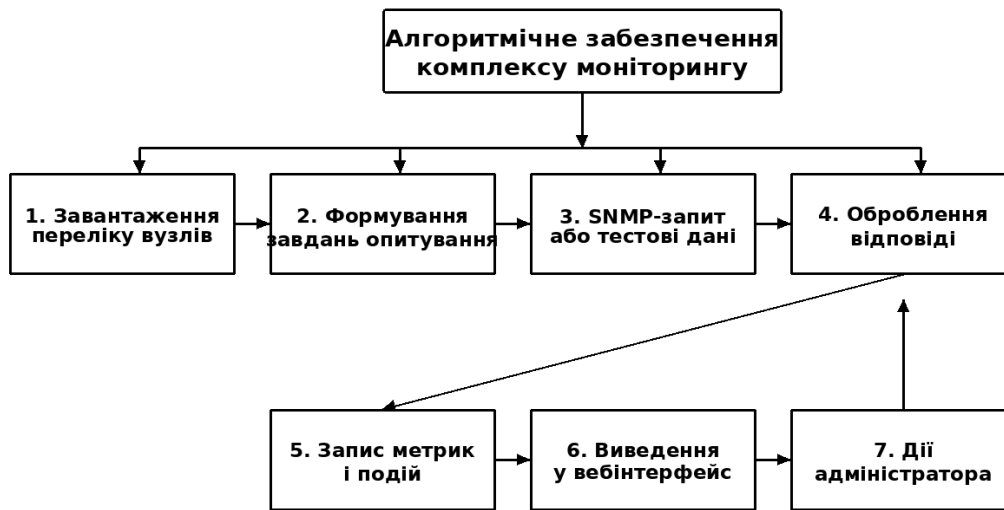 Алгоритмічне забезпечення
комплексу моніторингу
1. Завантаження
переліку вузлів
2. Формування
завдань опитування
3. SNMP-запит
або тестові дані
4. Оброблення
відповіді
5. Запис метрик
і подій
6. Виведення
у вебінтерфейс
7. Дії
адміністратора